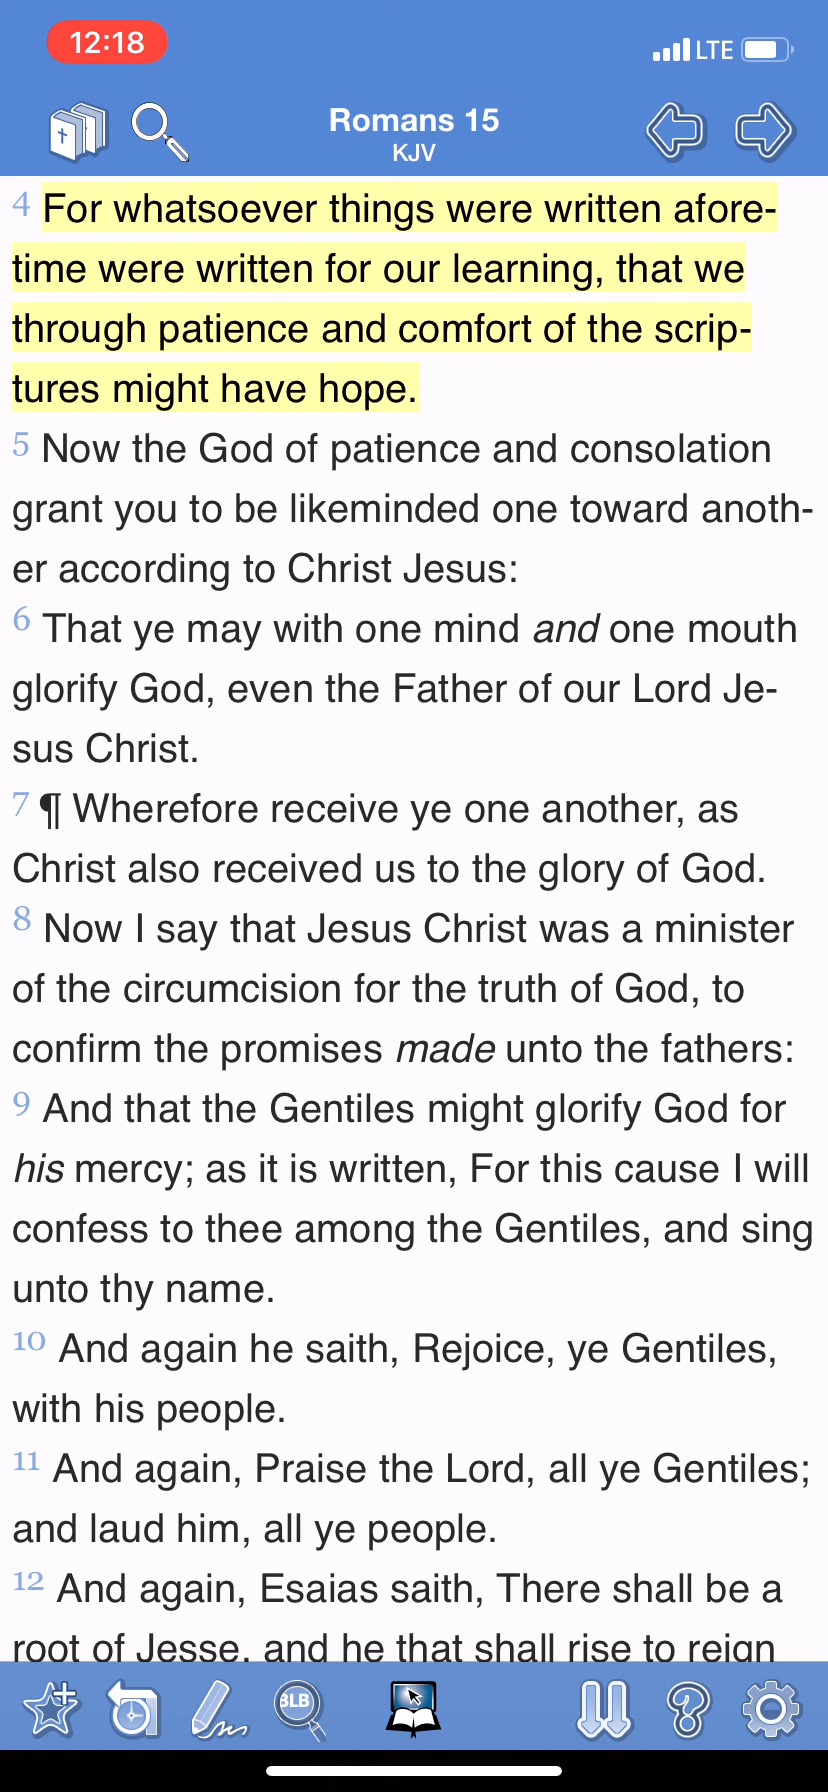 12:18
LTE
Romans 15
KJV
4 For whatsoever things were written afore-
time were written for our learning, that we
through patience and comfort of the scrip-
tures might have hope.
5 Now the God of patience and consolation
grant you to be likeminded one toward anoth-
er according to Christ Jesus:
6 That ye may with one mind and one mouth
glorify God, even the Father of our Lord Je-
sus Christ.
7 ¶ Wherefore receive ye one another, as
Christ also received us to the glory of God.
8 Now I say that Jesus Christ was a minister
of the circumcision for the truth of God, to
confirm the promises made unto the fathers:
9 And that the Gentiles might glorify God for
his mercy; as it is written, For this cause I will
confess to thee among the Gentiles, and sing
unto thy name.
10 And again he saith, Rejoice, ye Gentiles,
with his people.
11 And again, Praise the Lord, all ye Gentiles;
and laud him, all ye people.
12 And again, Esaias saith, There shall be a
root of Jesse, and he that shall rise to reign
BLB